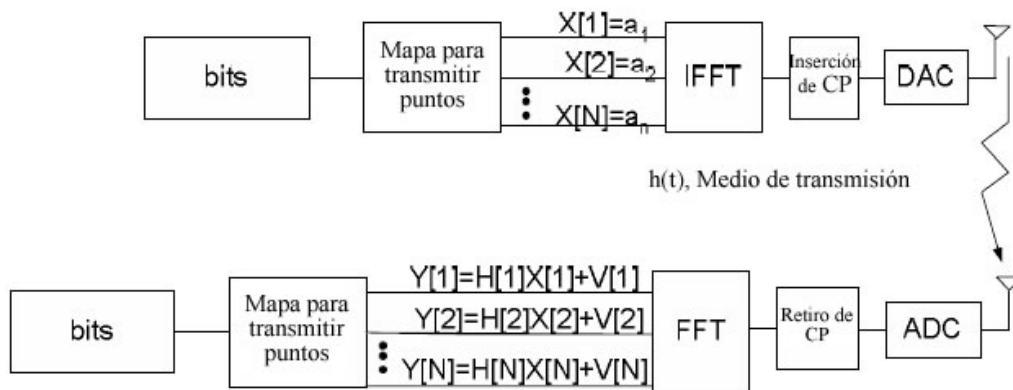 bits
Mapa para
transmitir
puntos
X[1]=a1
X[2]=a2
X[N]=an
IFFT
Inserción
de CP
DAC
h(t), Medio de transmisión
bits
Mapa para
transmitir
puntos
Y[1]=H[1]X[1]+V[1]
Y[2]=H[2]X[2]+V[2]
Y[N]=H[N]X[N]+V[N]
FFT
Retiro de
CP
ADC